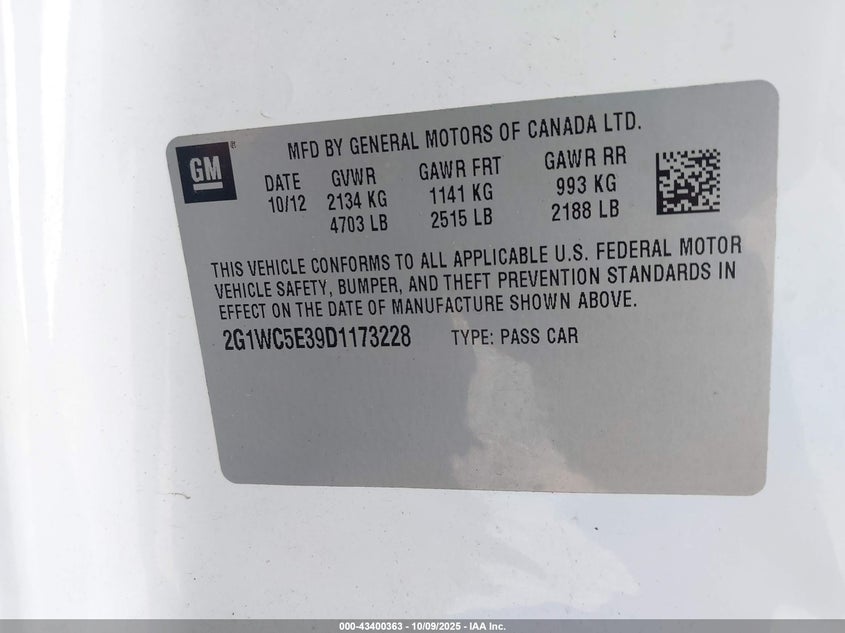 GM
MFD BY GENERAL MOTORS OF CANADA LTD.
DATE GVWR GAWR FRT GAWR RR
10/12 2134 KG 1141 KG 993 KG
4703 LB 2515 LB 2188 LB
THIS VEHICLE CONFORMS TO ALL APPLICABLE U.S. FEDERAL MOTOR
VEHICLE SAFETY, BUMPER, AND THEFT PREVENTION STANDARDS IN
EFFECT ON THE DATE OF MANUFACTURE SHOWN ABOVE.
2G1WC5E39D1173228 TYPE: PASS CAR
000-43400363 - 10/09/2025 - IAA Inc.